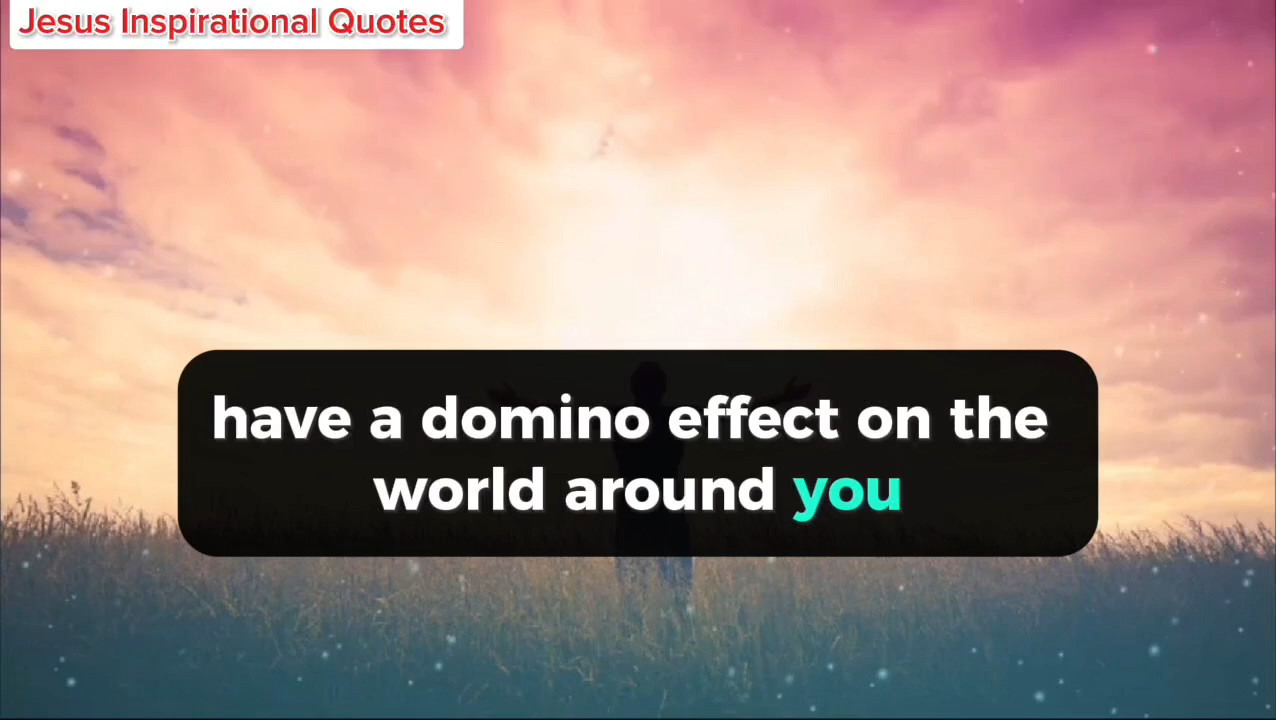 Jesus Inspirational Quotes
have a domino effect on the
world around you